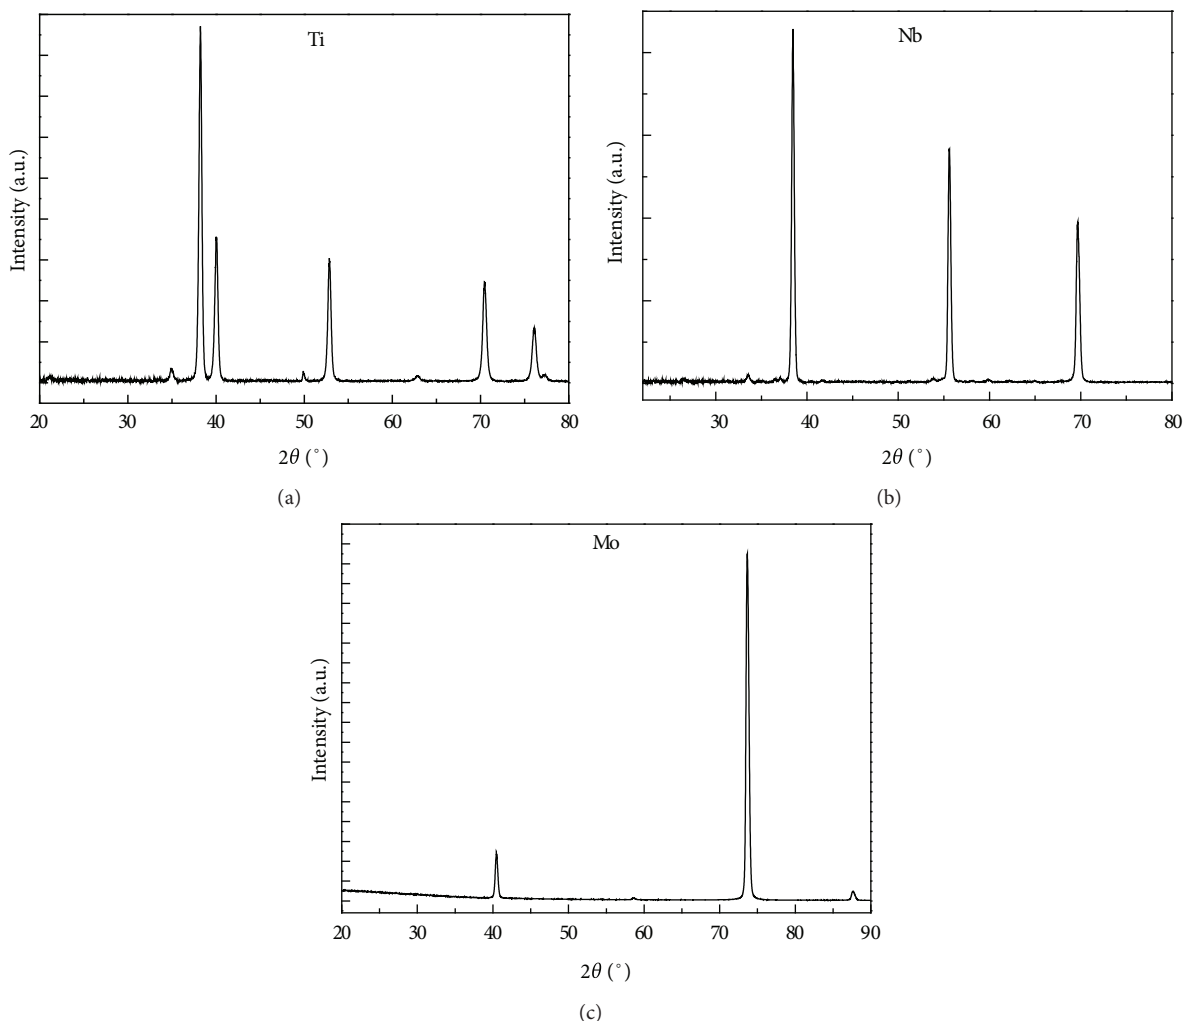 Ti
Intensity (a.u.)
20 30 40 50 60 70 80
2θ (°)
(a)
Nb
Intensity (a.u.)
30 40 50 60 70 80
2θ (°)
(b)
Mo
Intensity (a.u.)
20 30 40 50 60 70 80 90
2θ (°)
(c)